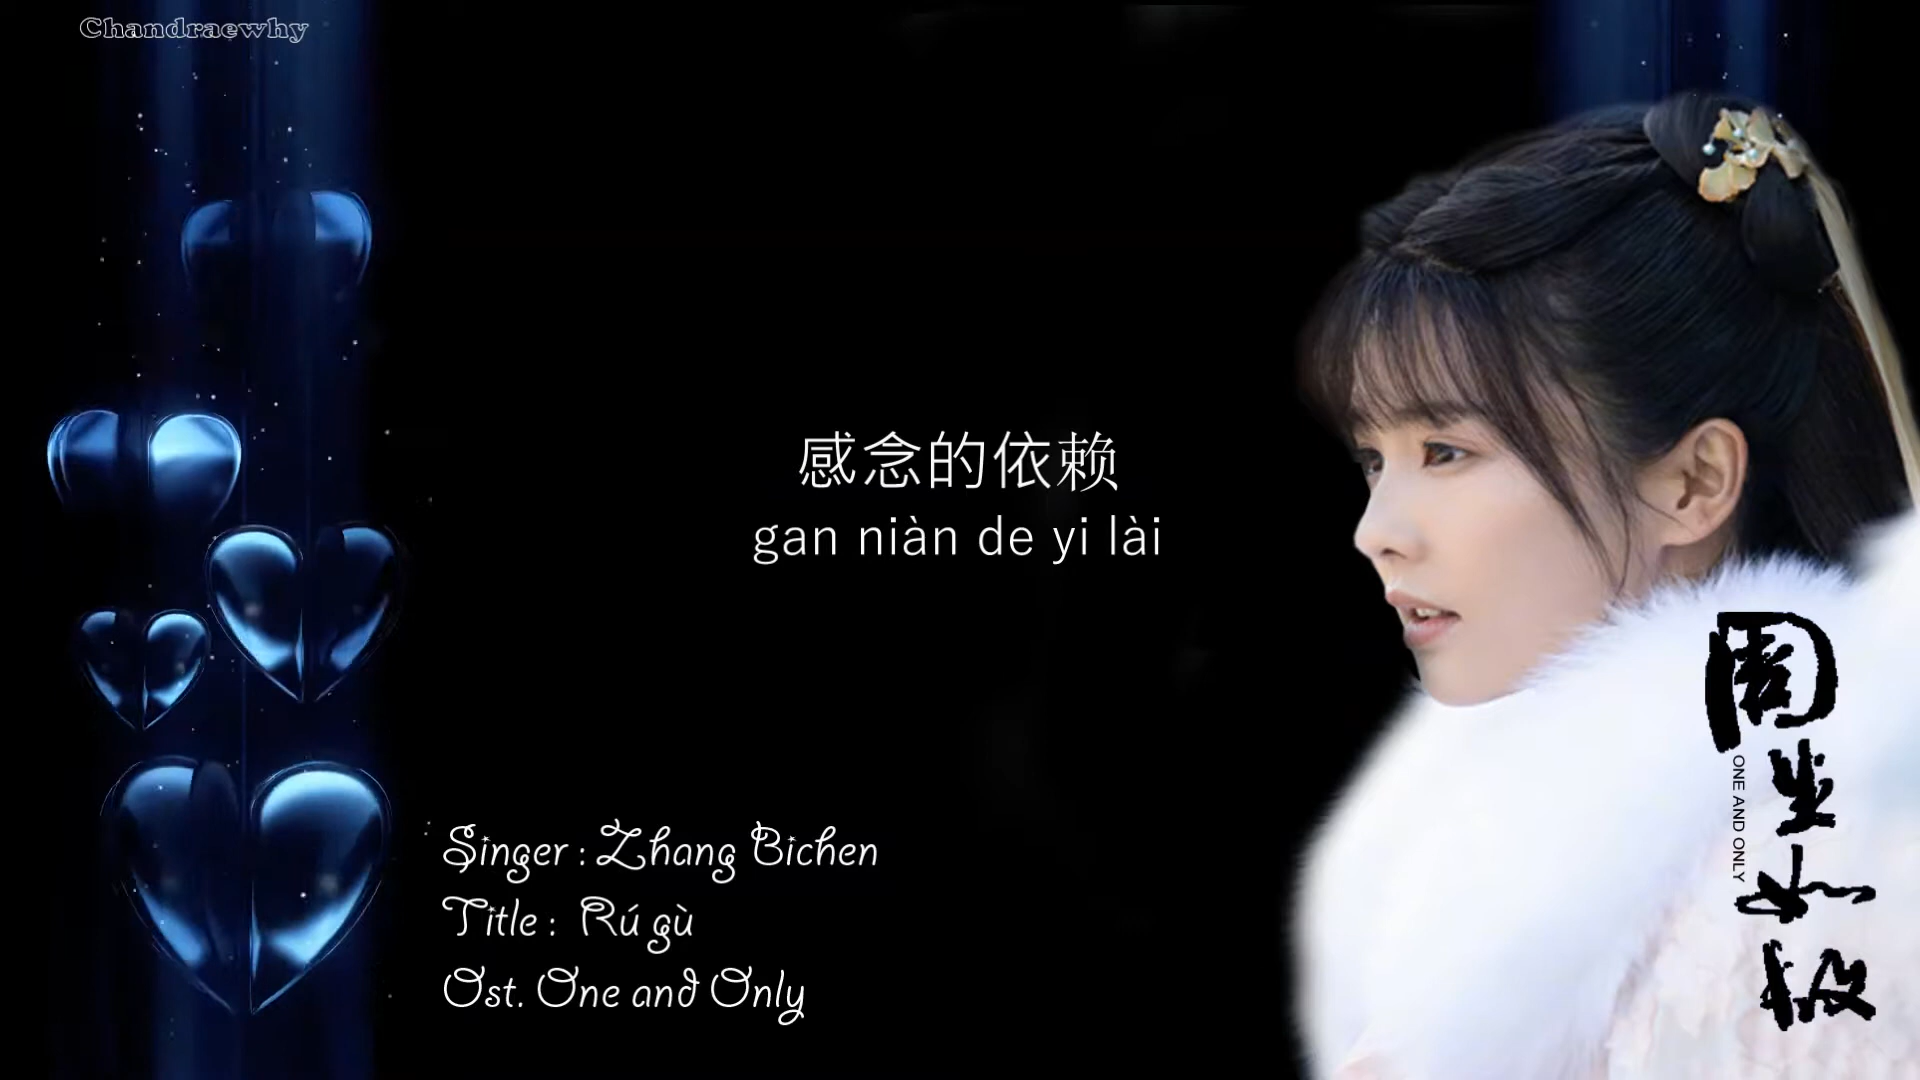 Chandraewhy
感念的依赖
gan niàn de yi lài
Singer : Zhang Bichen
Title : Rú gù
Ost. One and Only
周生如故
ONE AND ONLY